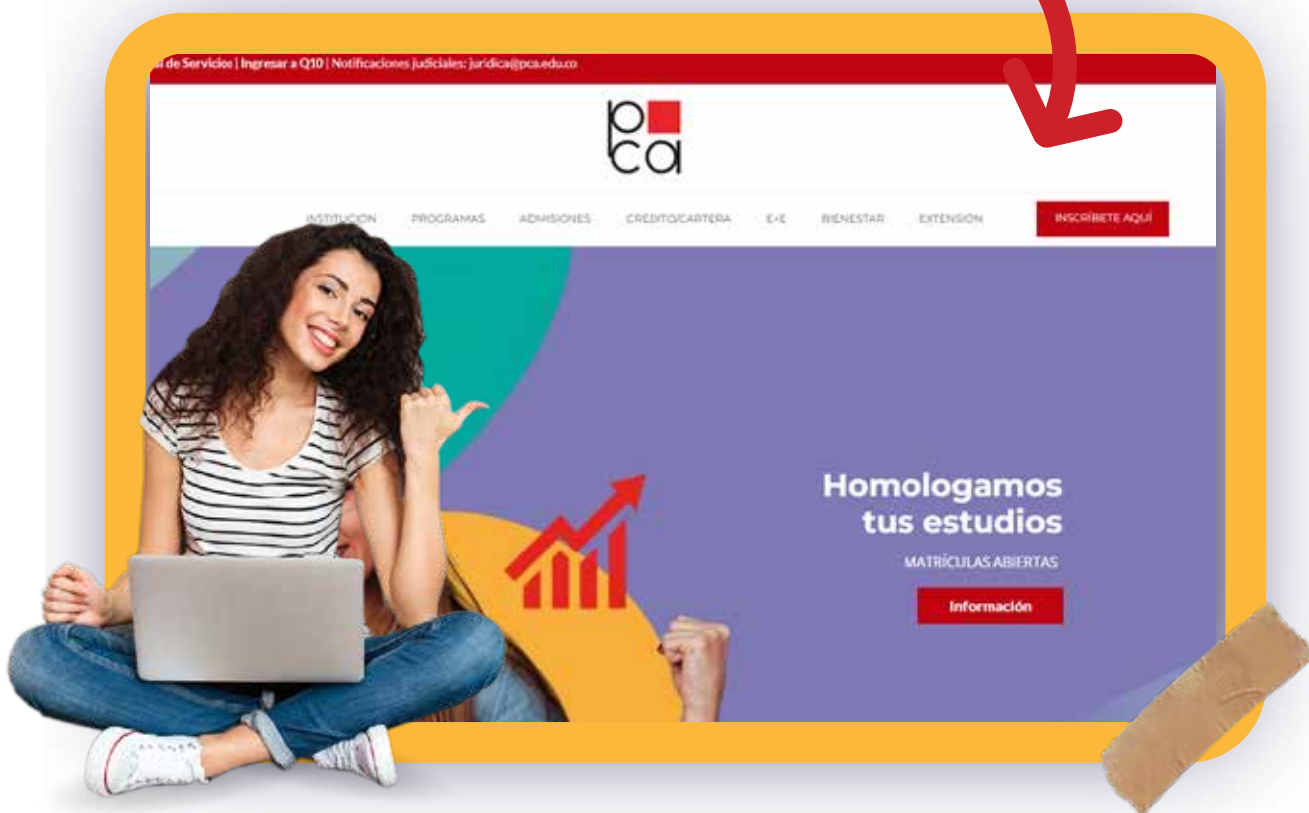 de Servicios | Ingresar a Q10 | Notificaciones judiciales: juridica@pca.edu.co
pca
INSTITUCION PROGRAMAS ADMISIONES CREDITO/CARTERA E+E BIENESTAR EXTENSION INSCRÍBETE AQUÍ
Homologamos
tus estudios
MATRÍCULAS ABIERTAS
Información